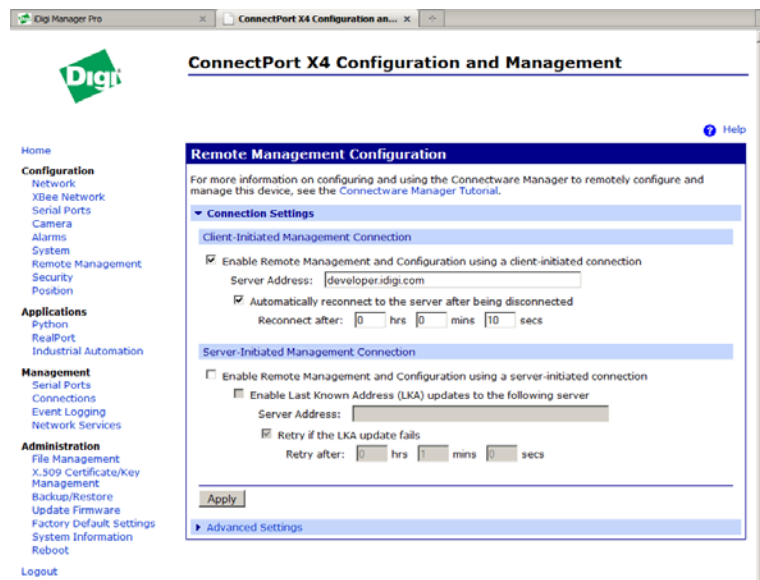 iDigi Manager Pro
ConnectPort X4 Configuration an...
Digi
ConnectPort X4 Configuration and Management
Help
Home
Configuration
Network
XBee Network
Serial Ports
Camera
Alarms
System
Remote Management
Security
Position
Applications
Python
RealPort
Industrial Automation
Management
Serial Ports
Connections
Event Logging
Network Services
Administration
File Management
X.509 Certificate/Key
Management
Backup/Restore
Update Firmware
Factory Default Settings
System Information
Reboot
Logout
Remote Management Configuration
For more information on configuring and using the Connectware Manager to remotely configure and
manage this device, see the Connectware Manager Tutorial.
Connection Settings
Client-Initiated Management Connection
Enable Remote Management and Configuration using a client-initiated connection
Server Address: developer.idigi.com
Automatically reconnect to the server after being disconnected
Reconnect after: 0 hrs 0 mins 10 secs
Server-Initiated Management Connection
Enable Remote Management and Configuration using a server-initiated connection
Enable Last Known Address (LKA) updates to the following server
Server Address:
Retry if the LKA update fails
Retry after: 0 hrs 1 mins 0 secs
Apply
Advanced Settings